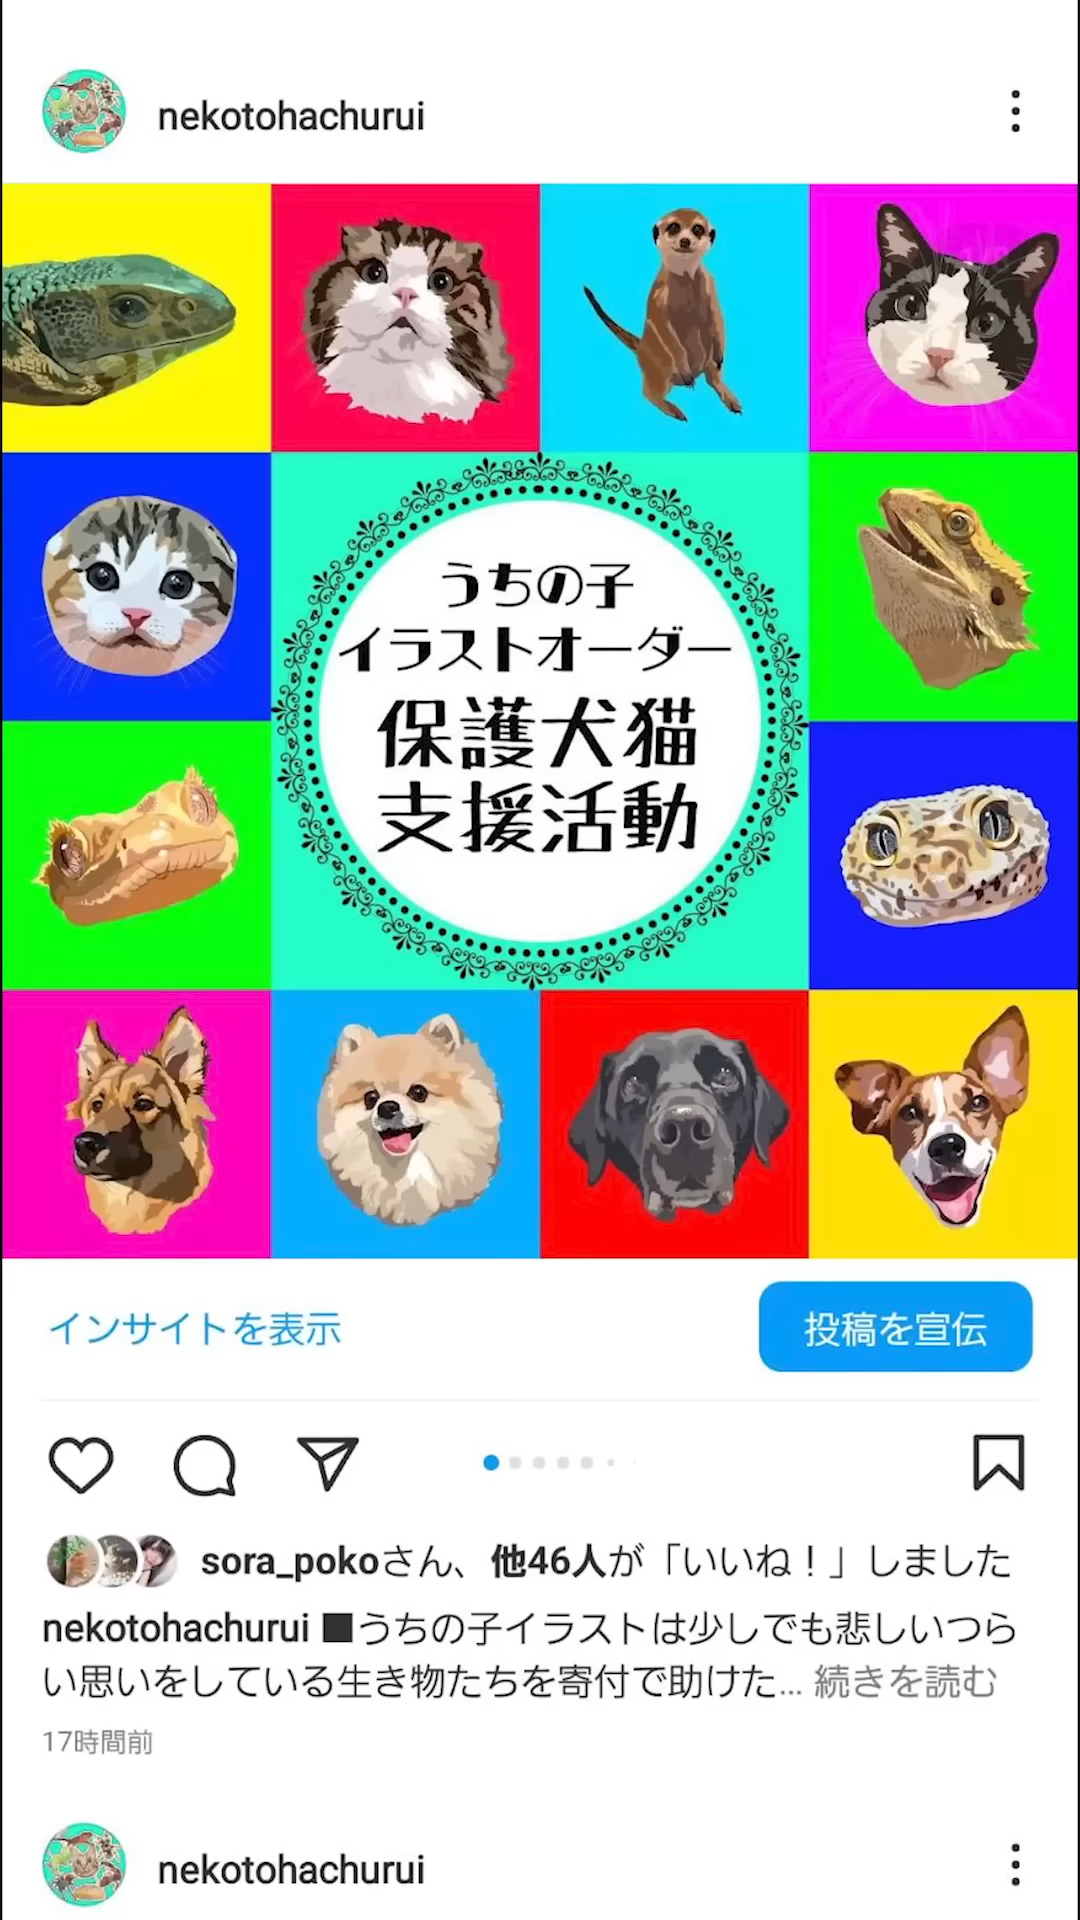 nekotohachurui
うちの子
イラストオーダー
保護犬猫
支援活動
インサイトを表示
投稿を宣伝
sora_pokoさん、他46人が「いいね！」しました
nekotohachurui ■うちの子イラストは少しでも悲しいつら
い思いをしている生き物たちを寄付で助けた... 続きを読む
17時間前
nekotohachurui